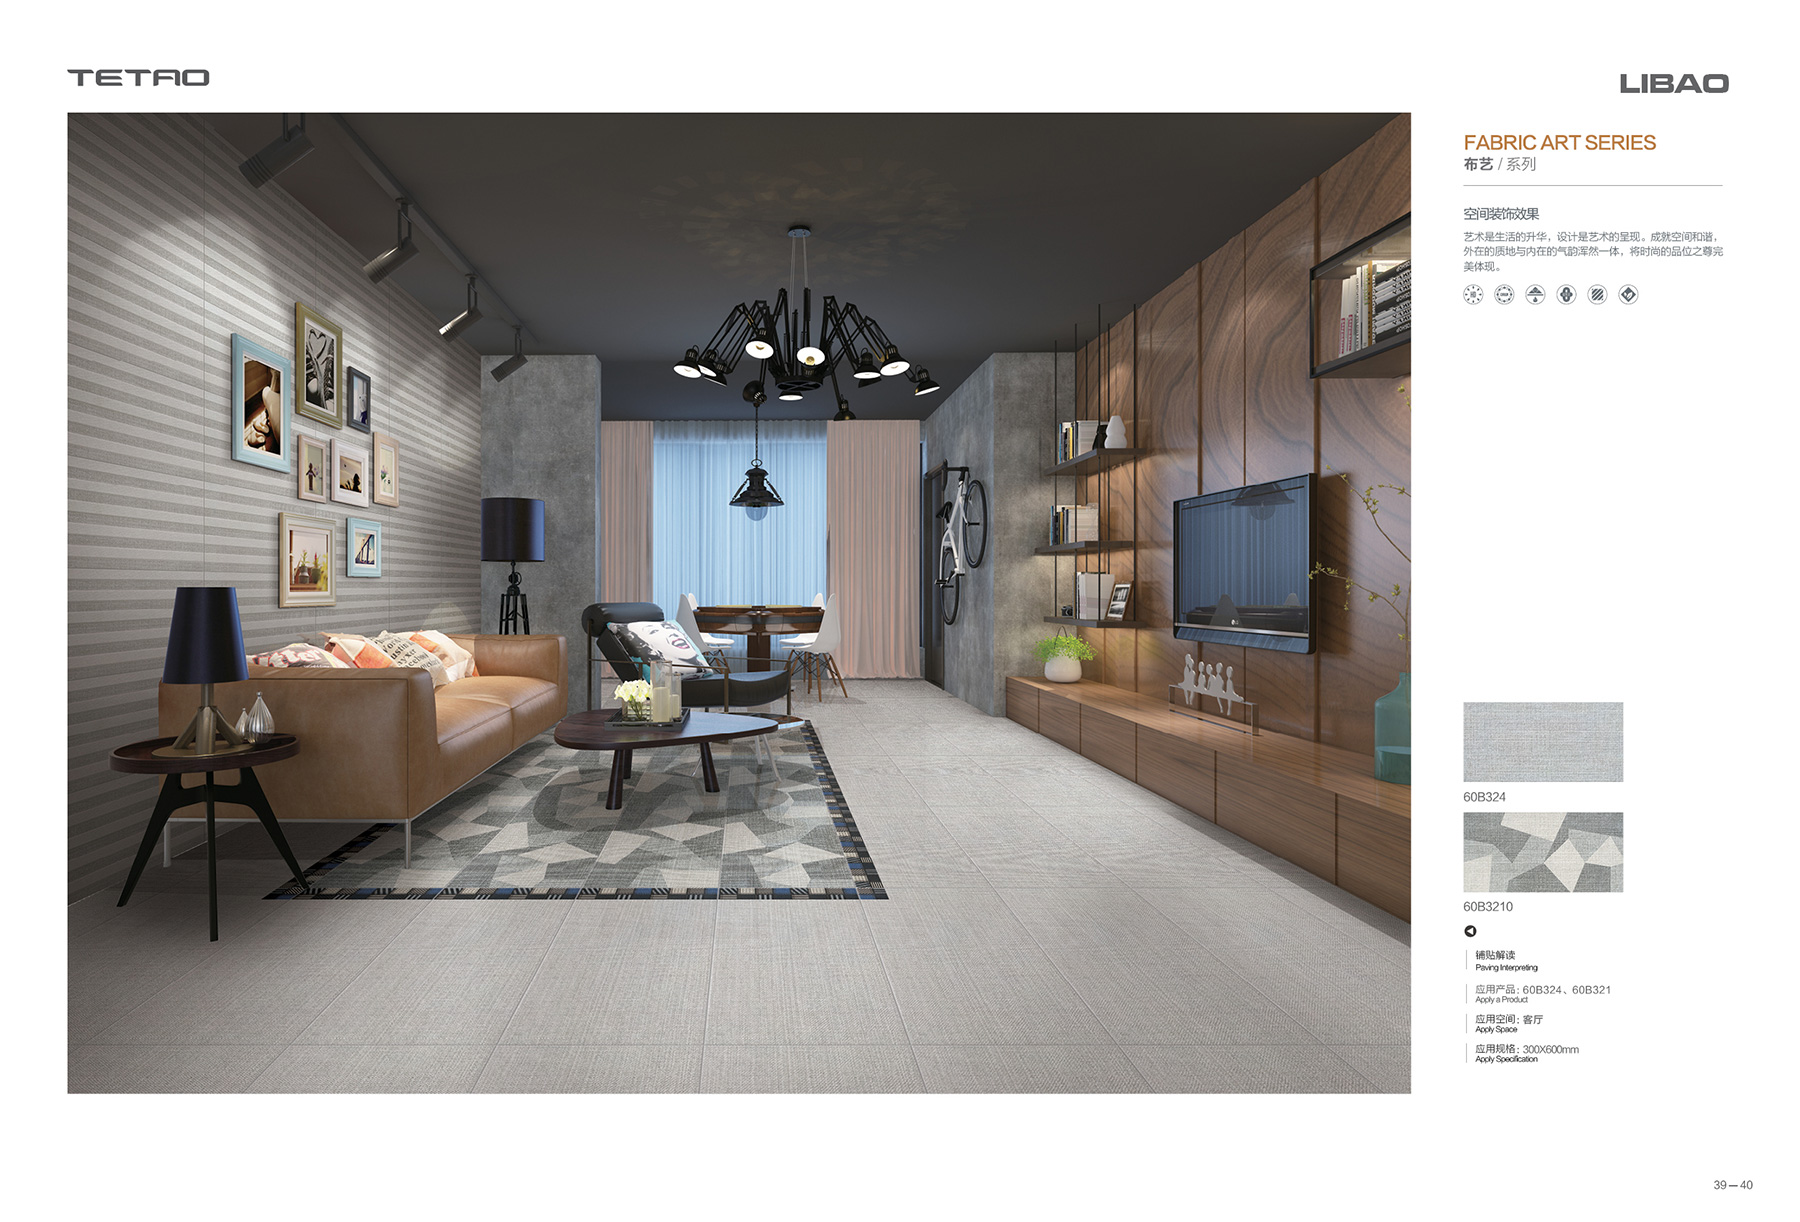 TETAO
LIBAO
FABRIC ART SERIES
布艺 / 系列
空间装饰效果
艺术是生活的升华，设计是艺术的呈现。成就空间和谐，
外在的质地与内在的气韵浑然一体，将时尚的品位之尊完
美体现。
60B324
60B3210
铺贴解读
Paving Interpreting
应用产品：60B324、60B321
Apply a Product
应用空间：客厅
Apply Space
应用规格：300X600mm
Apply Specification
39—40